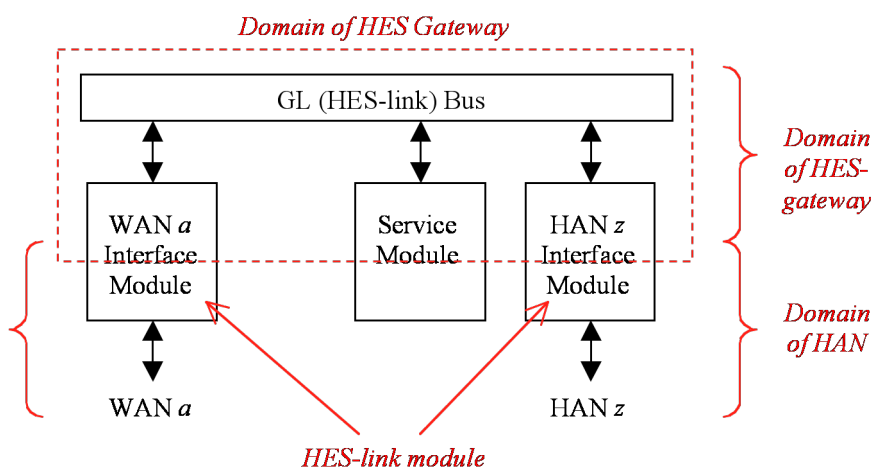 Domain of HES Gateway
GL (HES-link) Bus
Domain
of HES-
gateway
WAN a
Interface
Module
Service
Module
HAN z
Interface
Module
Domain
of HAN
WAN a
HAN z
HES-link module